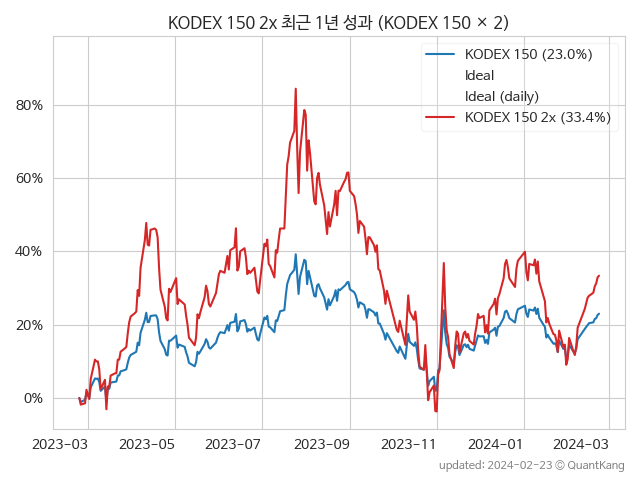 KODEX 150 2x 최근 1년 성과 (KODEX 150 × 2)
KODEX 150 (23.0%)
Ideal
Ideal (daily)
KODEX 150 2x (33.4%)
80%
60%
40%
20%
0%
2023-03 2023-05 2023-07 2023-09 2023-11 2024-01 2024-03
updated: 2024-02-23 © QuantKang